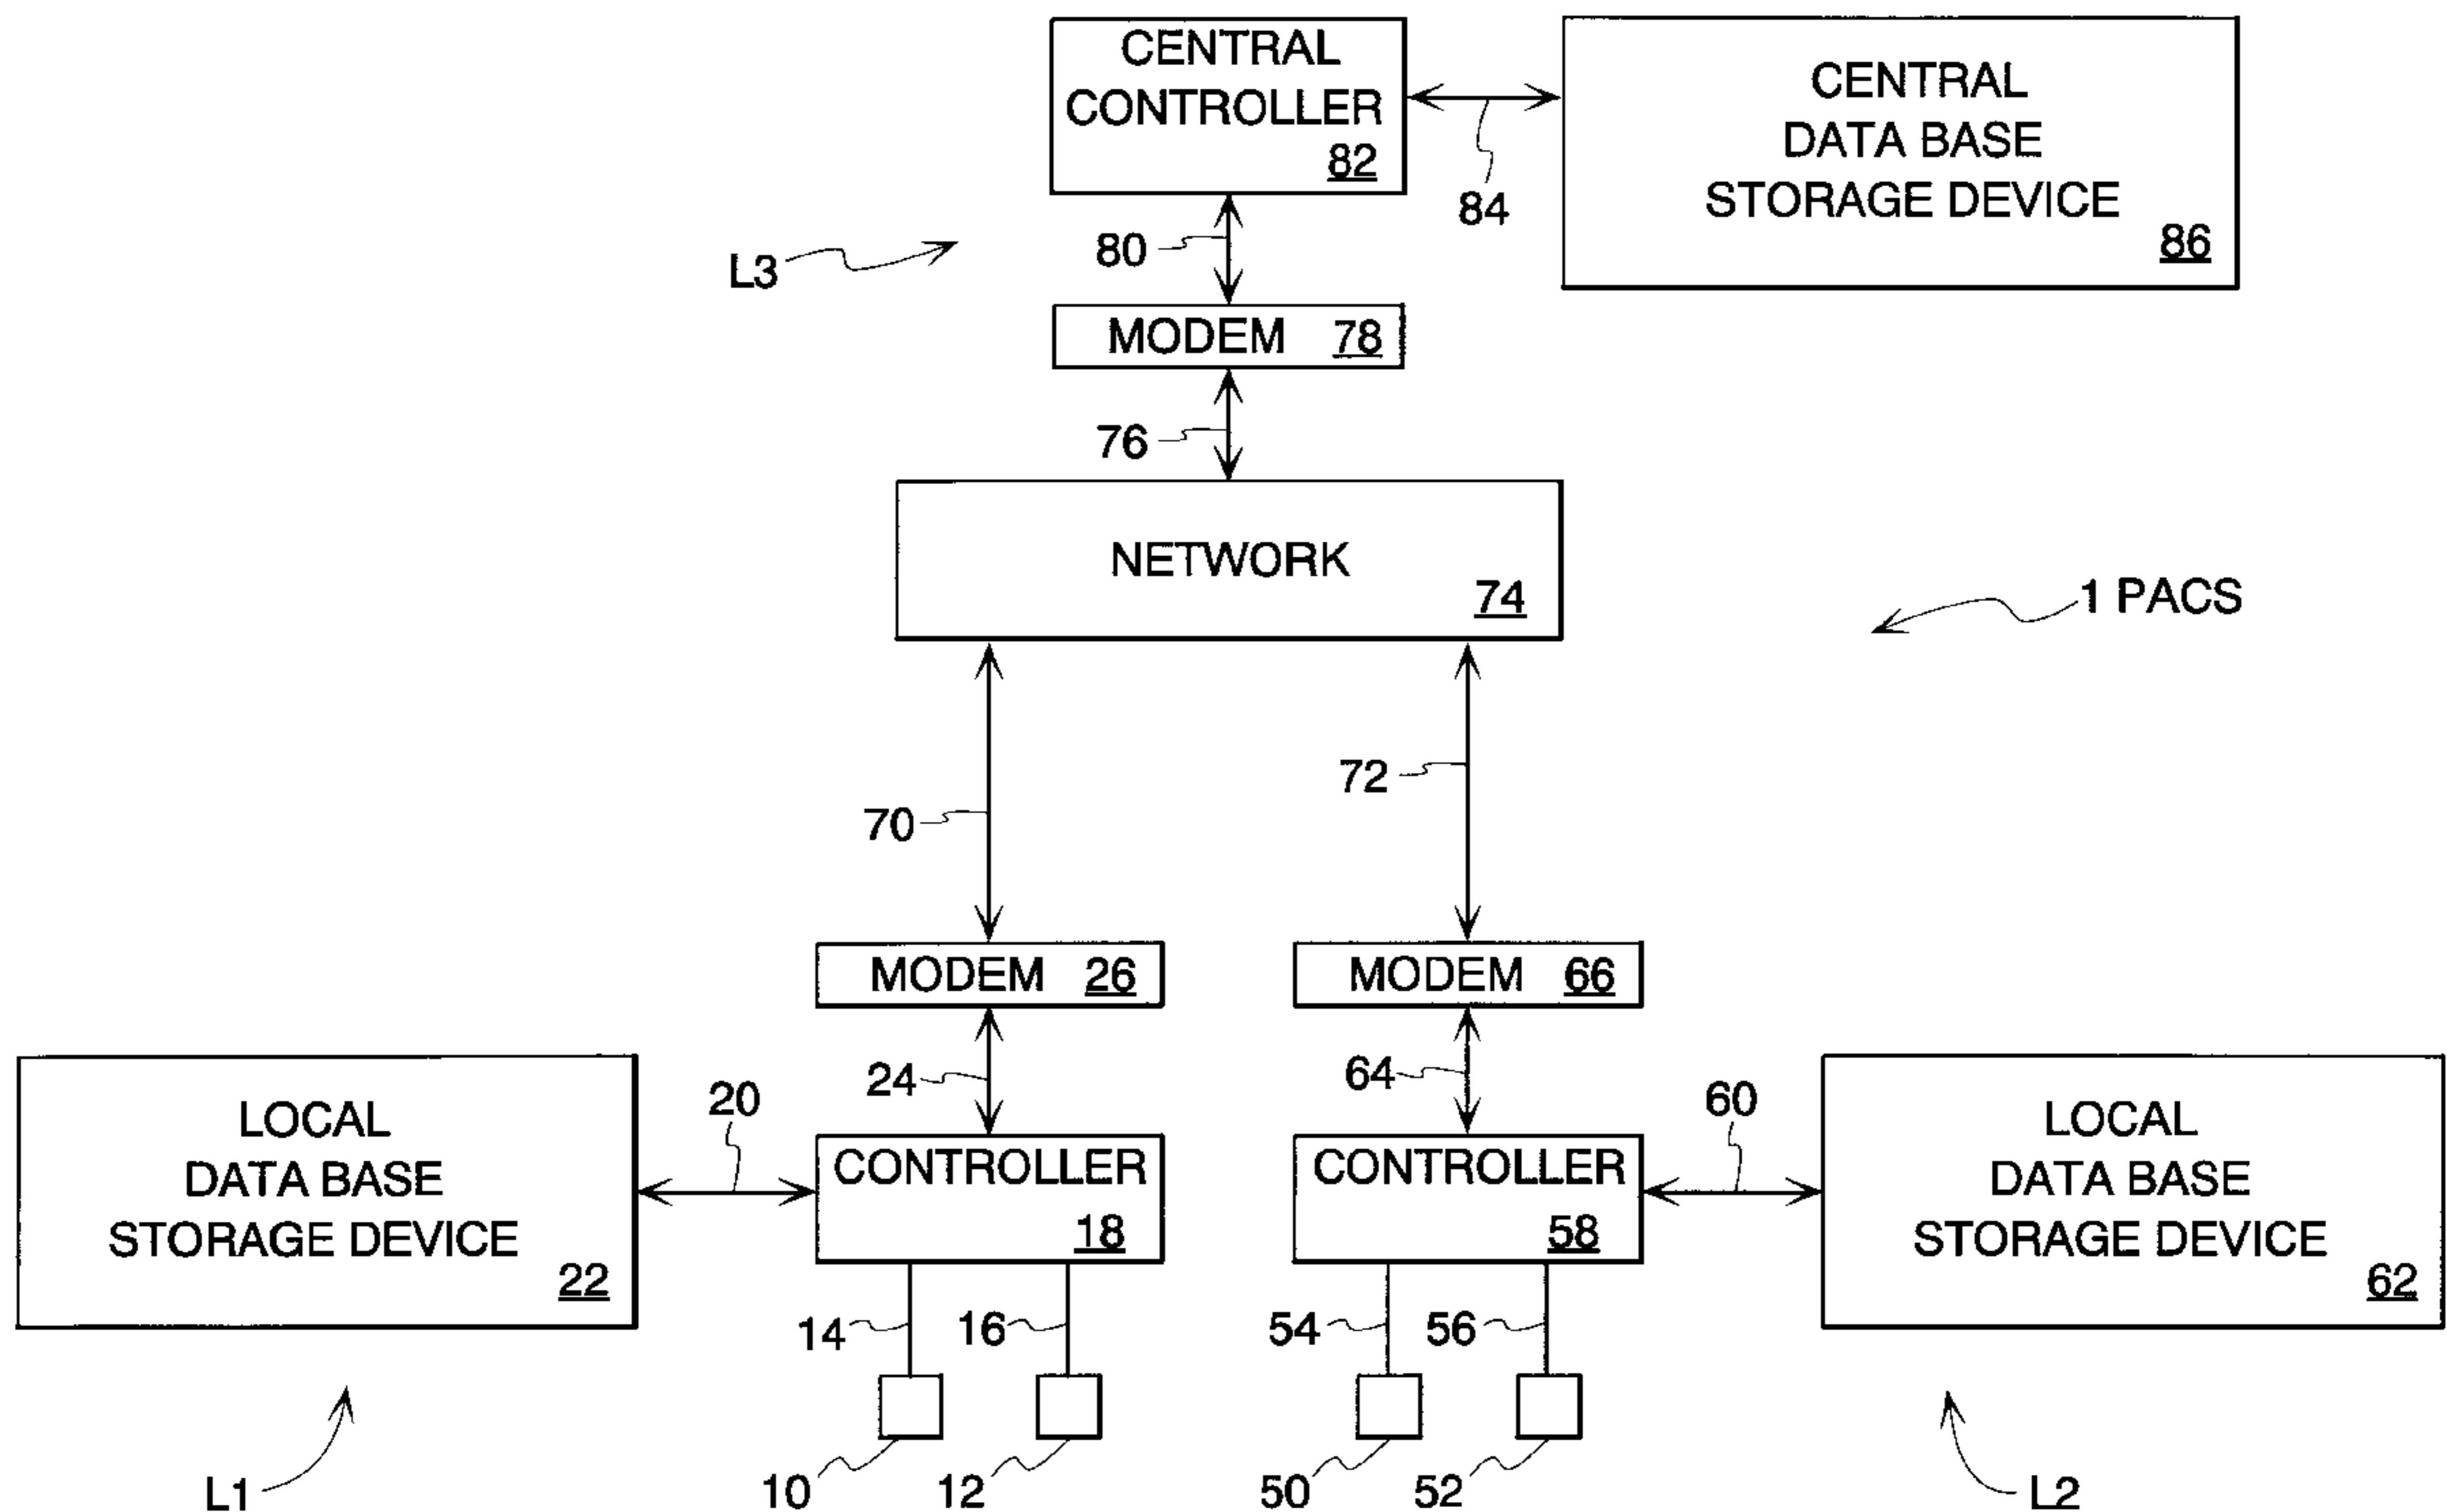 CENTRAL
CONTROLLER
82
84
CENTRAL
DATA BASE
STORAGE DEVICE
86
80
L3
MODEM 78
76
NETWORK
74
1 PACS
70
72
MODEM 26
MODEM 66
24
64
LOCAL
DATA BASE
STORAGE DEVICE
22
20
CONTROLLER
18
CONTROLLER
58
60
LOCAL
DATA BASE
STORAGE DEVICE
62
14
16
54
56
L1
10
12
50
52
L2